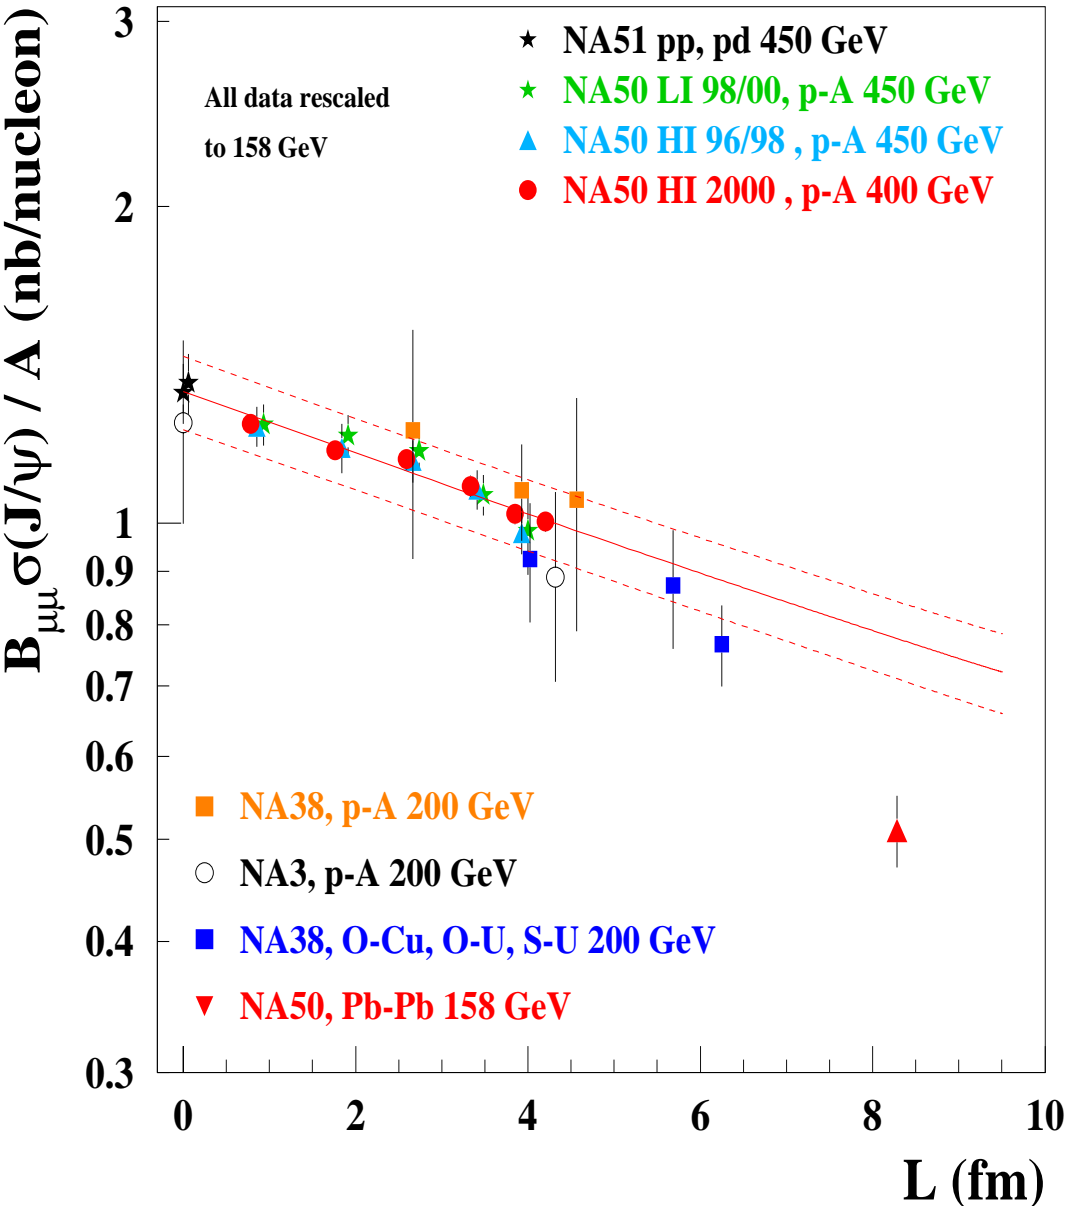 B_μμσ(J/ψ) / A (nb/nucleon)
3
2
1
0.9
0.8
0.7
0.6
0.5
0.4
0.3
All data rescaled
to 158 GeV
NA51 pp, pd 450 GeV
NA50 LI 98/00, p-A 450 GeV
NA50 HI 96/98 , p-A 450 GeV
NA50 HI 2000 , p-A 400 GeV
NA38, p-A 200 GeV
NA3, p-A 200 GeV
NA38, O-Cu, O-U, S-U 200 GeV
NA50, Pb-Pb 158 GeV
0 2 4 6 8 10
L (fm)